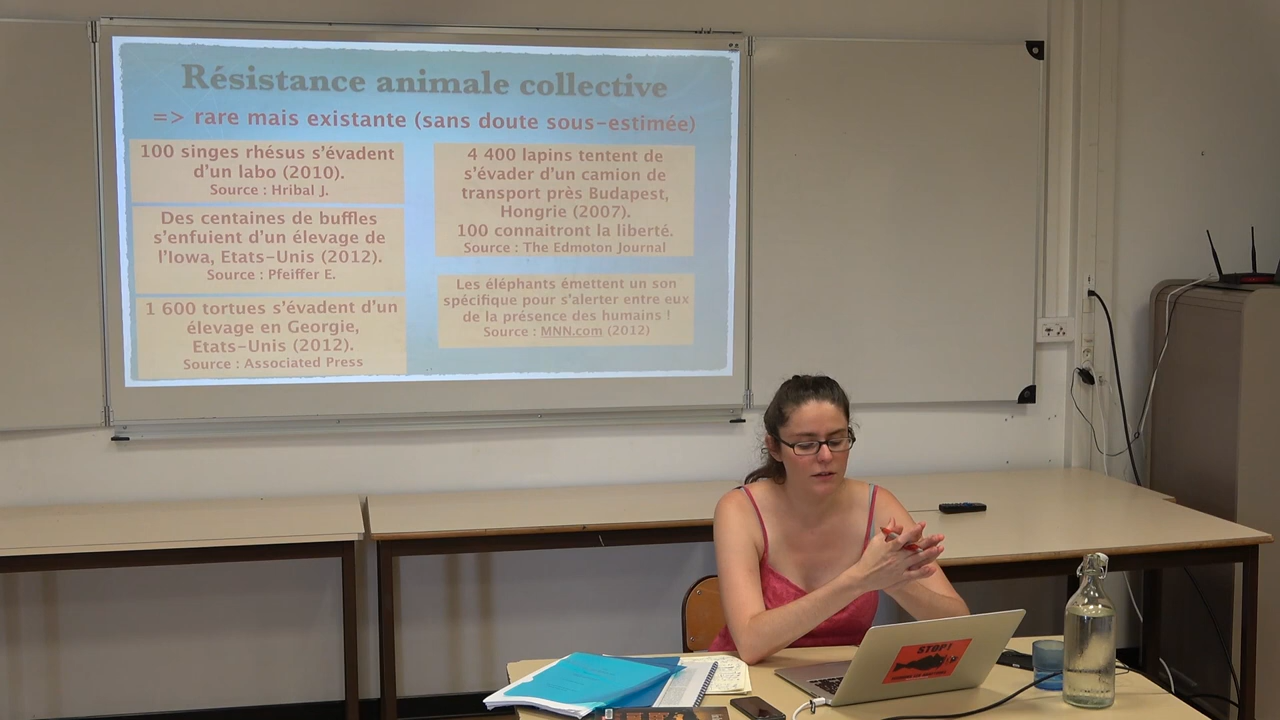 Résistance animale collective
=> rare mais existante (sans doute sous-estimée)
100 singes rhésus s'évadent
d'un labo (2010).
Source : Hribal J.
Des centaines de buffles
s'enfuient d'un élevage de
l'Iowa, Etats-Unis (2012).
Source : Pfeiffer E.
1 600 tortues s'évadent d'un
élevage en Georgie,
Etats-Unis (2012).
Source : Associated Press
4 400 lapins tentent de
s'évader d'un camion de
transport près Budapest,
Hongrie (2007).
100 connaitront la liberté.
Source : The Edmoton Journal
Les éléphants émettent un son
spécifique pour s'alerter entre eux
de la présence des humains !
Source : MNN.com (2012)
STOP!